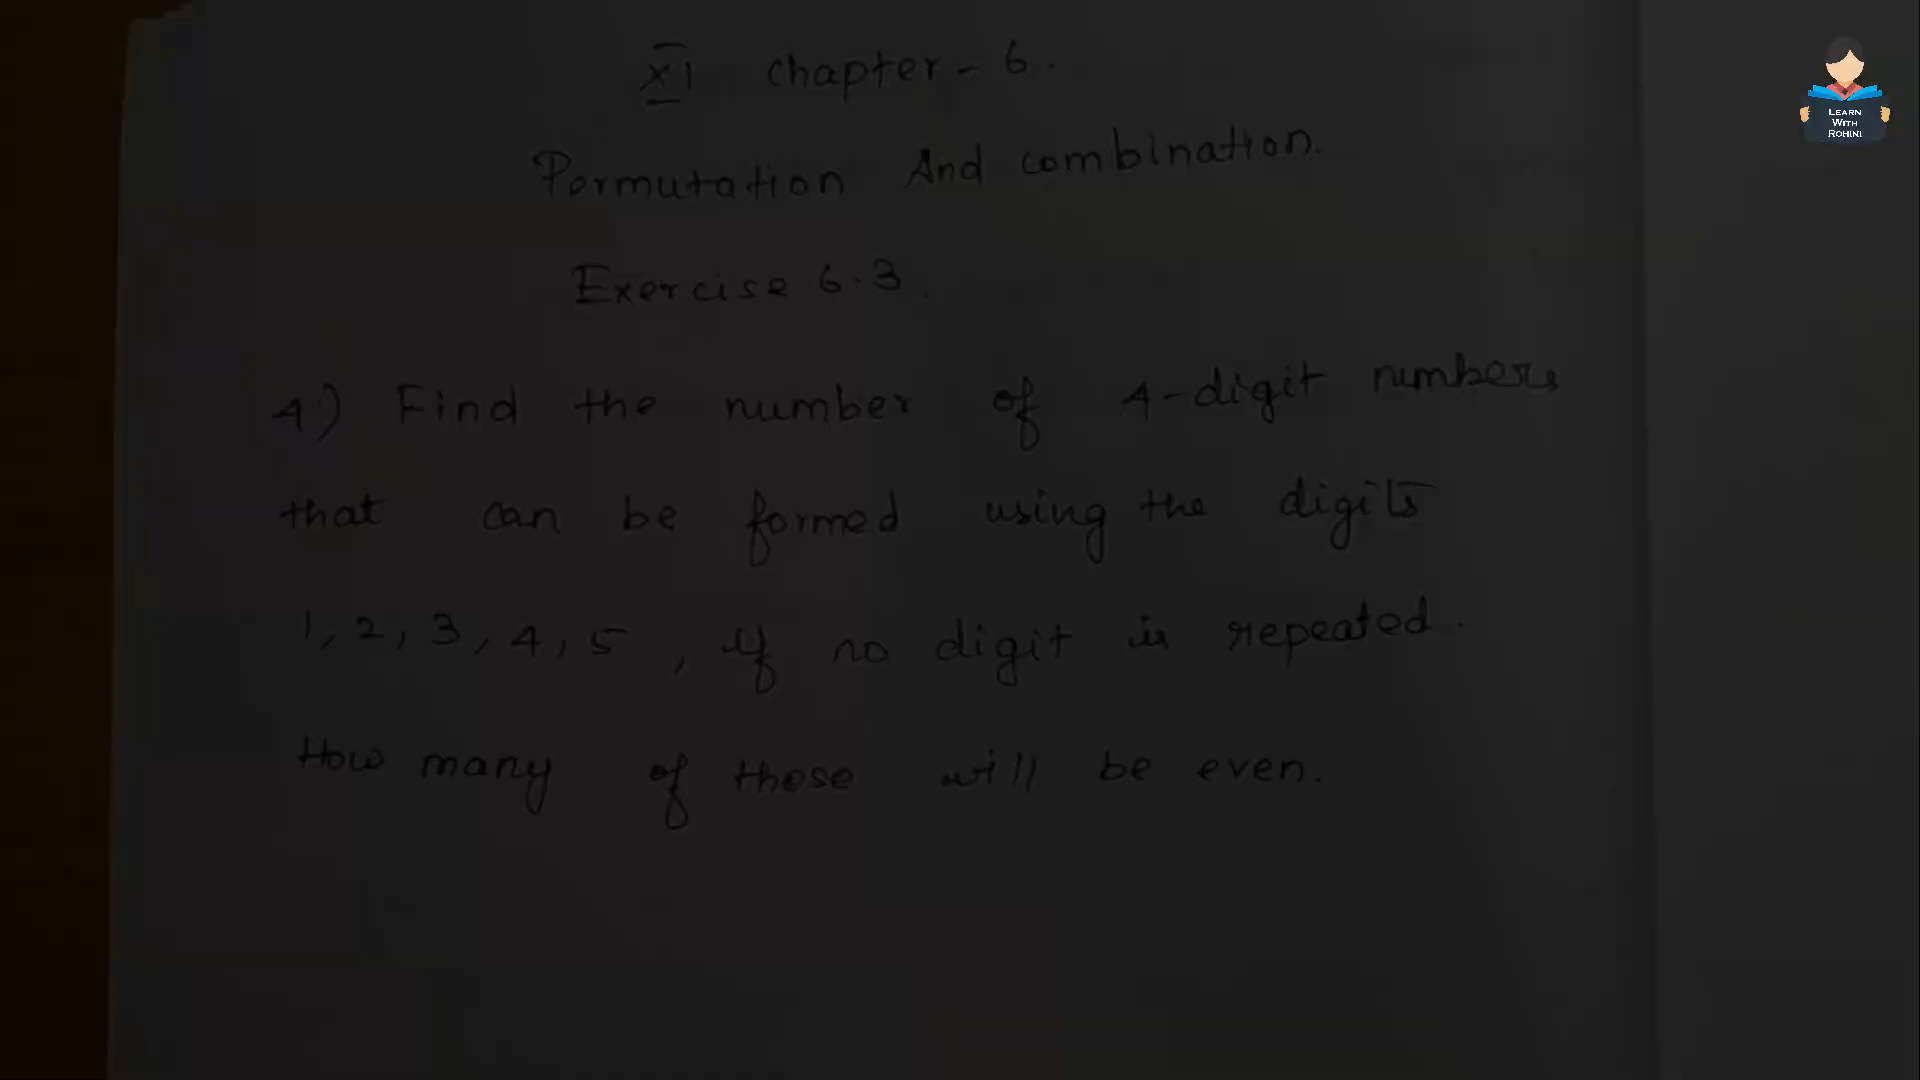 XI chapter - 6.
Permutation And combination.
Exercise 6.3.
4) Find the number of 4-digit numbers
that can be formed using the digits
1, 2, 3, 4, 5, if no digit is repeated.
How many of these will be even.
LEARN
WITH
ROHINI